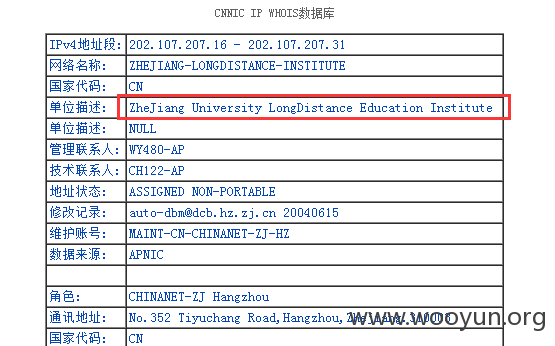 CNNIC IP WHOIS数据库
IPv4地址段: 202.107.207.16 - 202.107.207.31
网络名称: ZHEJIANG-LONGDISTANCE-INSTITUTE
国家代码: CN
单位描述: ZheJiang University LongDistance Education Institute
单位描述: NULL
管理联系人: WY480-AP
技术联系人: CH122-AP
地址状态: ASSIGNED NON-PORTABLE
修改记录: auto-dbm@dcb.hz.zj.cn 20040615
维护账号: MAINT-CN-CHINANET-ZJ-HZ
数据来源: APNIC
角色: CHINANET-ZJ Hangzhou
通讯地址: No.352 Tiyuchang Road,Hangzhou,Zhejiang.310003
www.wooyun.org
国家代码: CN